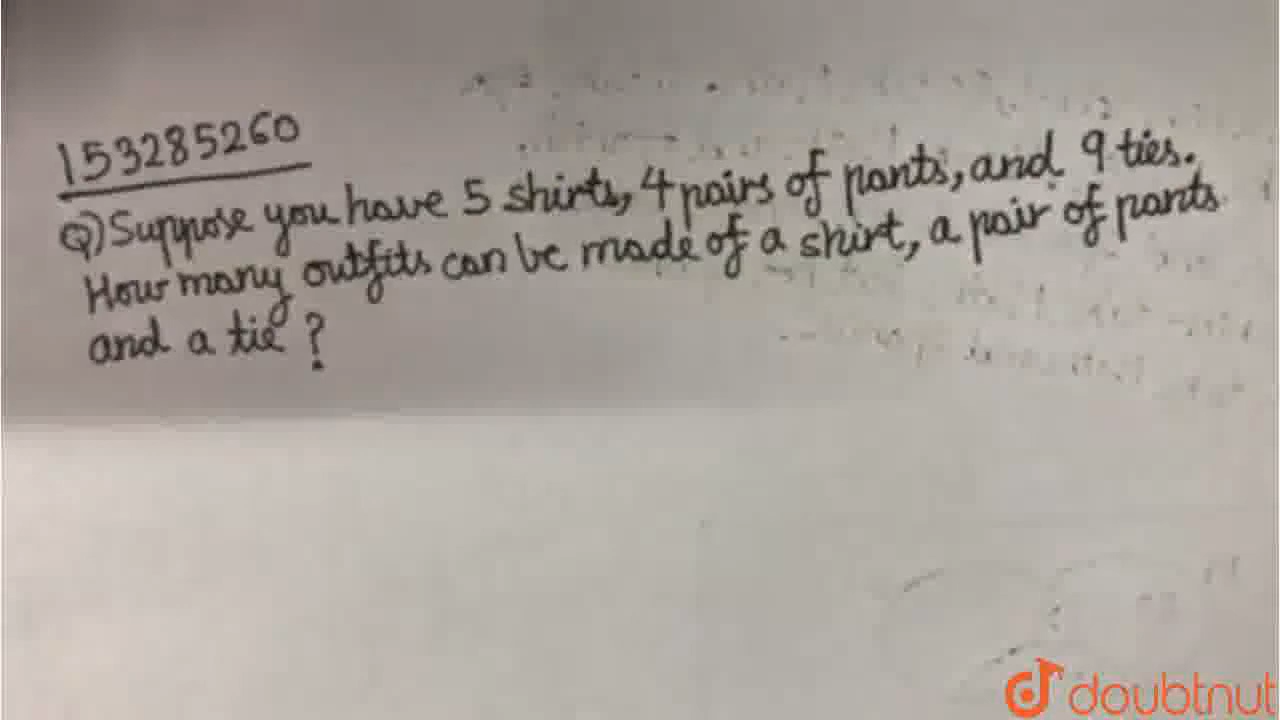 153285260
Q) Suppose you have 5 shirts, 4 pairs of pants, and 9 ties.
How many outfits can be made of a shirt, a pair of pants
and a tie ?
doubtnut